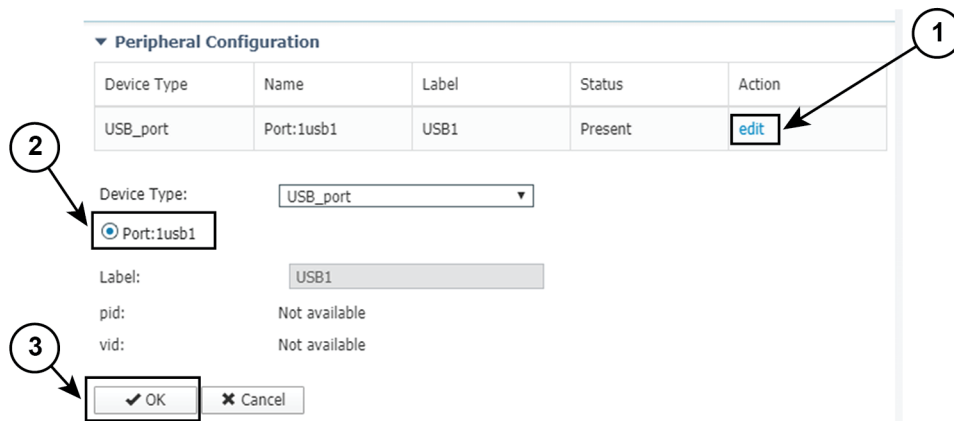 1
▼ Peripheral Configuration
Device Type Name Label Status Action
USB_port Port:1usb1 USB1 Present edit
2
Device Type: USB_port ▼
Port:1usb1
Label: USB1
pid: Not available
vid: Not available
3
✔ OK ✖ Cancel